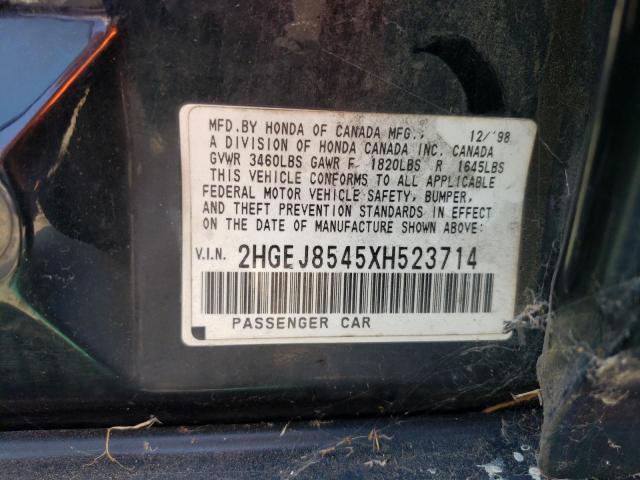 MFD.BY HONDA OF CANADA MFG., 12/'98
A DIVISION OF HONDA CANADA INC. CANADA
GVWR 3460LBS GAWR F 1820LBS R 1645LBS
THIS VEHICLE CONFORMS TO ALL APPLICABLE
FEDERAL MOTOR VEHICLE SAFETY, BUMPER,
AND THEFT PREVENTION STANDARDS IN EFFECT
ON THE DATE OF MANUFACTURE SHOWN ABOVE:
V.I.N. 2HGEJ8545XH523714
PASSENGER CAR